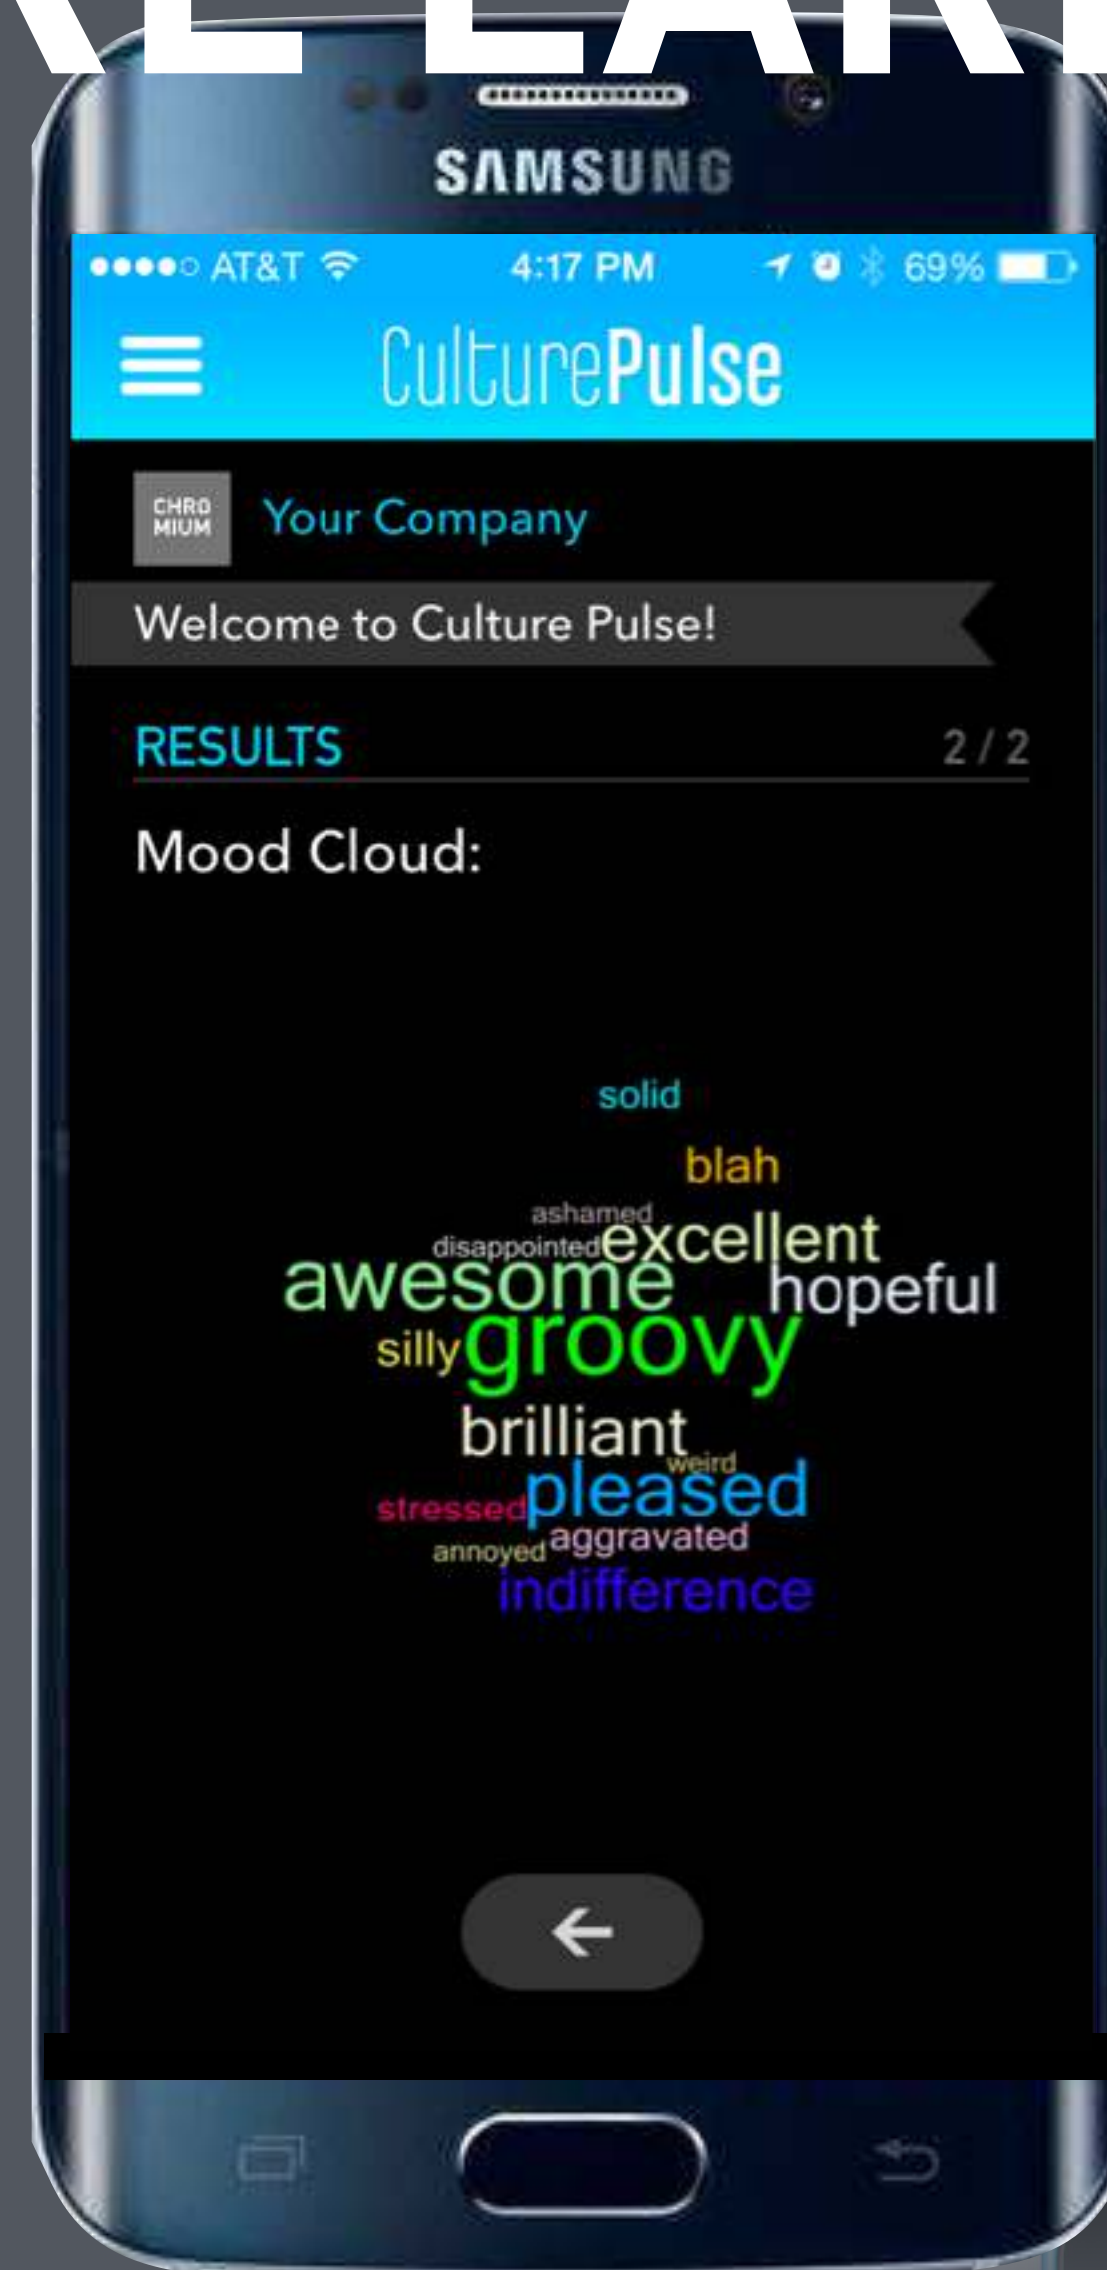 SAMSUNG
AT&T 4:17 PM 69%
CulturePulse
CHRO
MIUM
Your Company
Welcome to Culture Pulse!
RESULTS 2 / 2
Mood Cloud:
solid
blah
ashamed
disappointed excellent
awesome hopeful
silly groovy
brilliant
weird
stressed pleased
annoyed aggravated
indifference